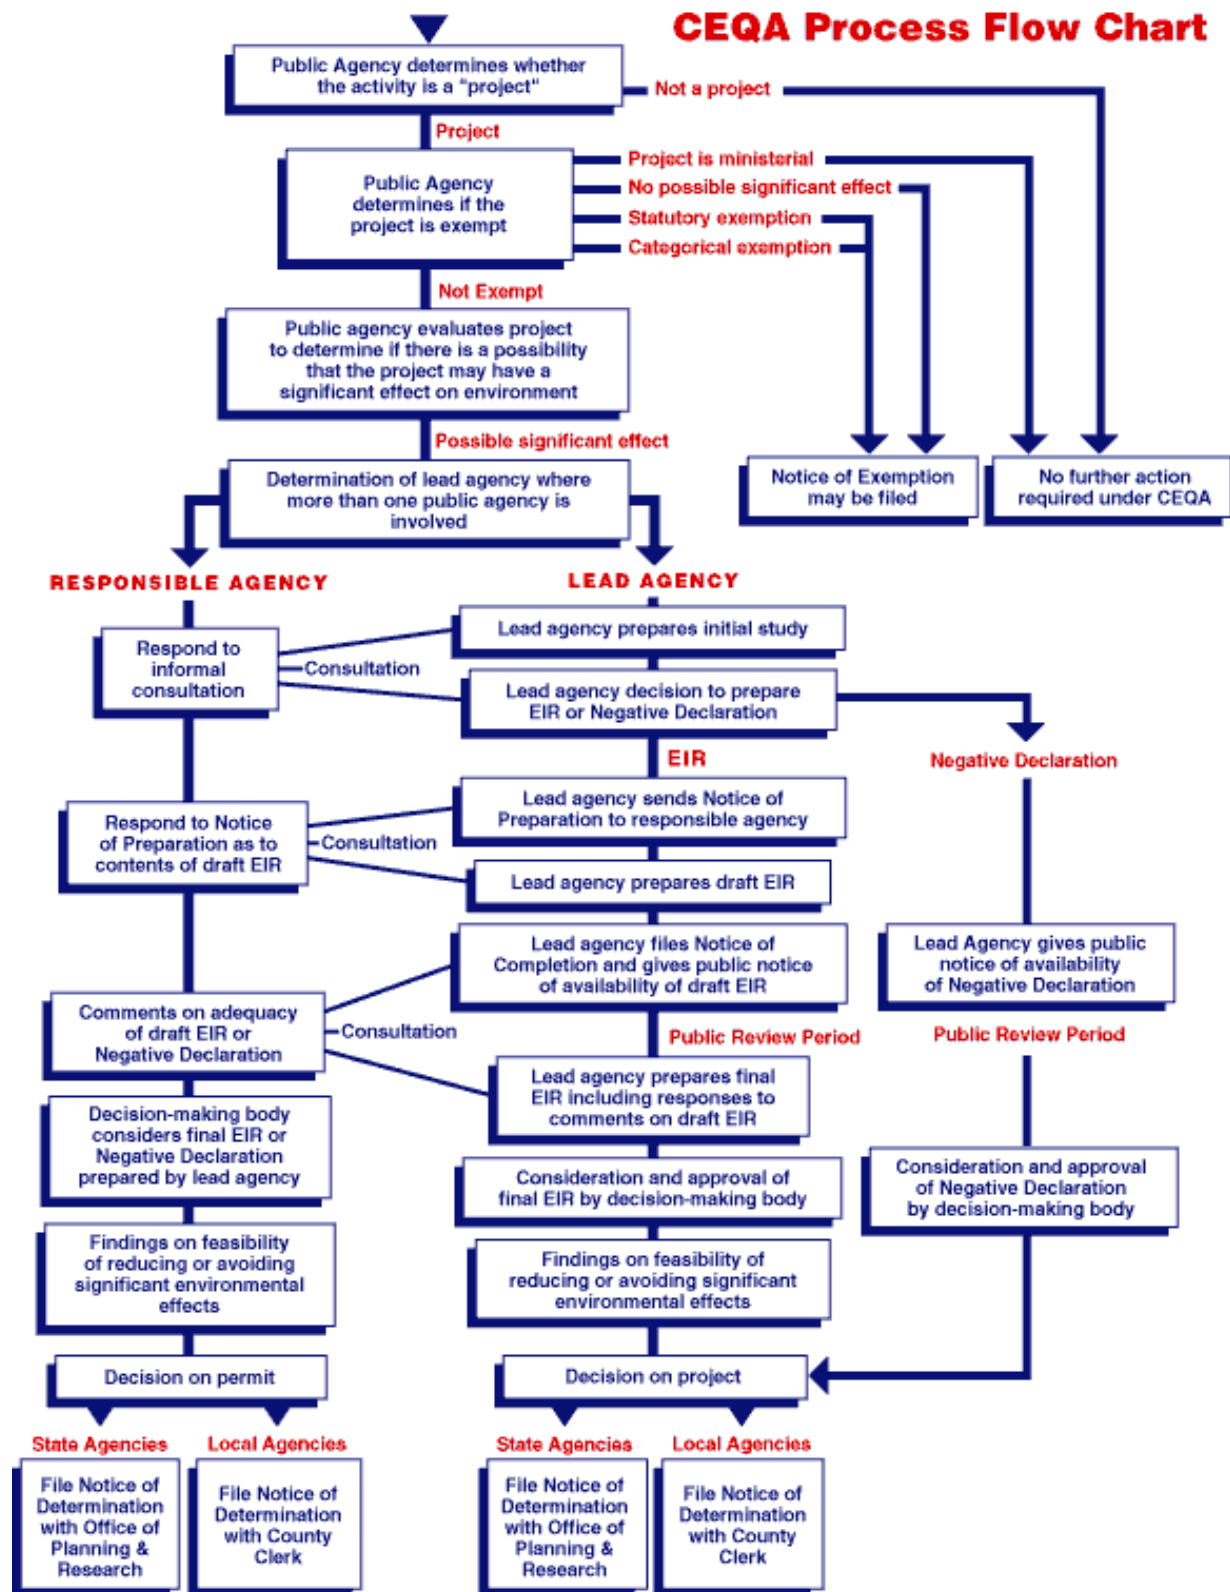 CEQA Process Flow Chart
Public Agency determines whether
the activity is a "project"
Not a project
Project
Public Agency
determines if the
project is exempt
Project is ministerial
No possible significant effect
Statutory exemption
Categorical exemption
Not Exempt
Public agency evaluates project
to determine if there is a possibility
that the project may have a
significant effect on environment
Possible significant effect
Determination of lead agency where
more than one public agency is
involved
Notice of Exemption
may be filed
No further action
required under CEQA
RESPONSIBLE AGENCY
LEAD AGENCY
Respond to
informal
consultation
Consultation
Lead agency prepares initial study
Lead agency decision to prepare
EIR or Negative Declaration
EIR
Negative Declaration
Respond to Notice
of Preparation as to
contents of draft EIR
Consultation
Lead agency sends Notice of
Preparation to responsible agency
Lead agency prepares draft EIR
Lead agency files Notice of
Completion and gives public notice
of availability of draft EIR
Lead Agency gives public
notice of availability
of Negative Declaration
Comments on adequacy
of draft EIR or
Negative Declaration
Consultation
Public Review Period
Public Review Period
Lead agency prepares final
EIR including responses to
comments on draft EIR
Decision-making body
considers final EIR or
Negative Declaration
prepared by lead agency
Consideration and approval of
final EIR by decision-making body
Consideration and approval
of Negative Declaration
by decision-making body
Findings on feasibility
of reducing or avoiding
significant environmental
effects
Findings on feasibility of
reducing or avoiding significant
environmental effects
Decision on permit
Decision on project
State Agencies
Local Agencies
State Agencies
Local Agencies
File Notice of
Determination
with Office of
Planning &
Research
File Notice of
Determination
with County
Clerk
File Notice of
Determination
with Office of
Planning &
Research
File Notice of
Determination
with County
Clerk